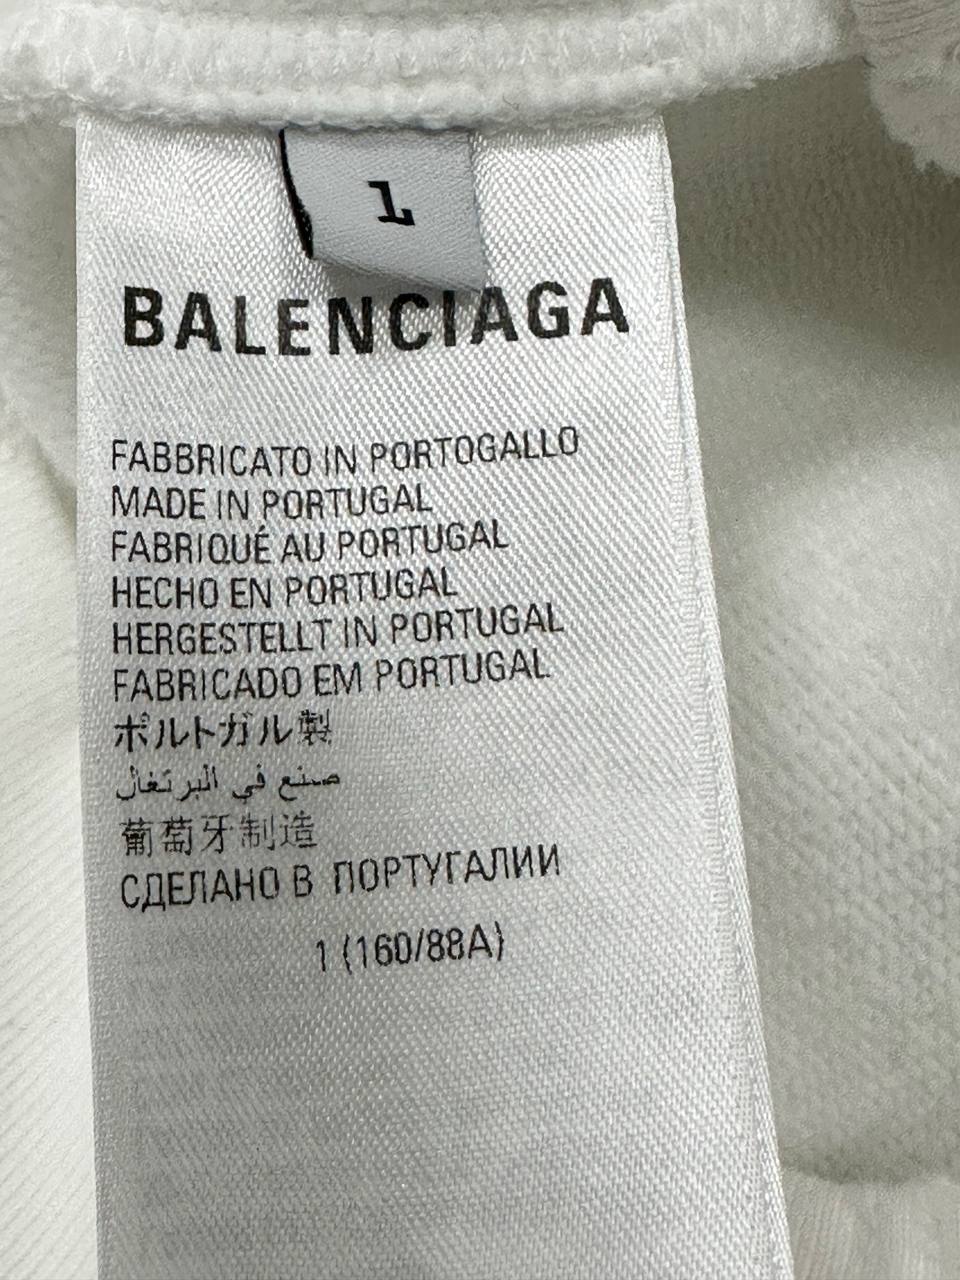 1
BALENCIAGA
FABBRICATO IN PORTOGALLO
MADE IN PORTUGAL
FABRIQUÉ AU PORTUGAL
HECHO EN PORTUGAL
HERGESTELLT IN PORTUGAL
FABRICADO EM PORTUGAL
ポルトガル製
صنع في البرتغال
葡萄牙制造
СДЕЛАНО В ПОРТУГАЛИИ
1 (160/88A)